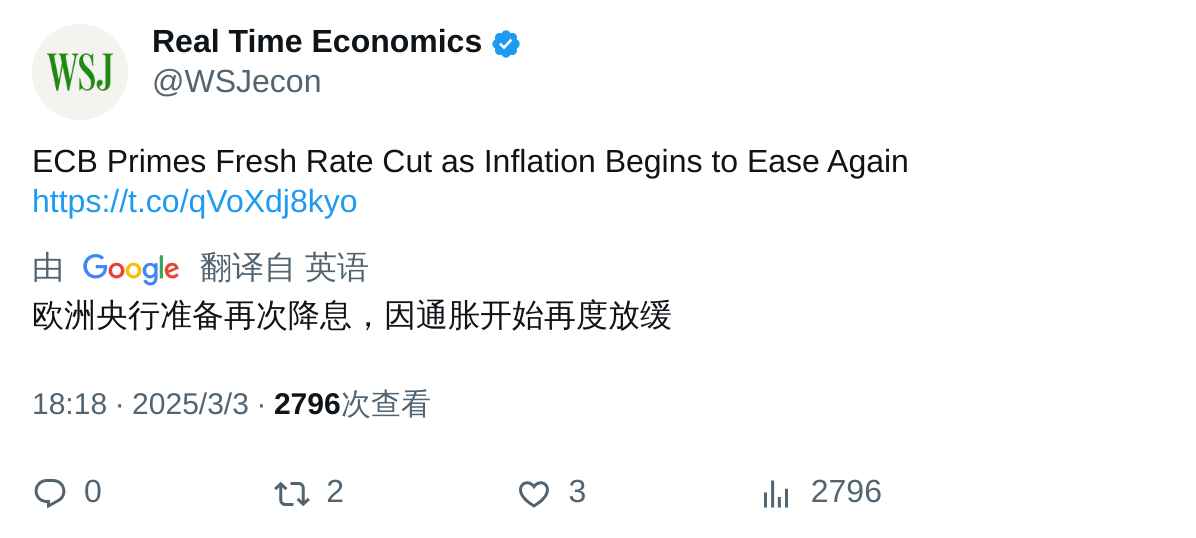 WSJ
Real Time Economics
@WSJecon
ECB Primes Fresh Rate Cut as Inflation Begins to Ease Again
https://t.co/qVoXdj8kyo
由 Google 翻译自 英语
欧洲央行准备再次降息，因通胀开始再度放缓
18:18 · 2025/3/3 · 2796次查看
0 2 3 2796